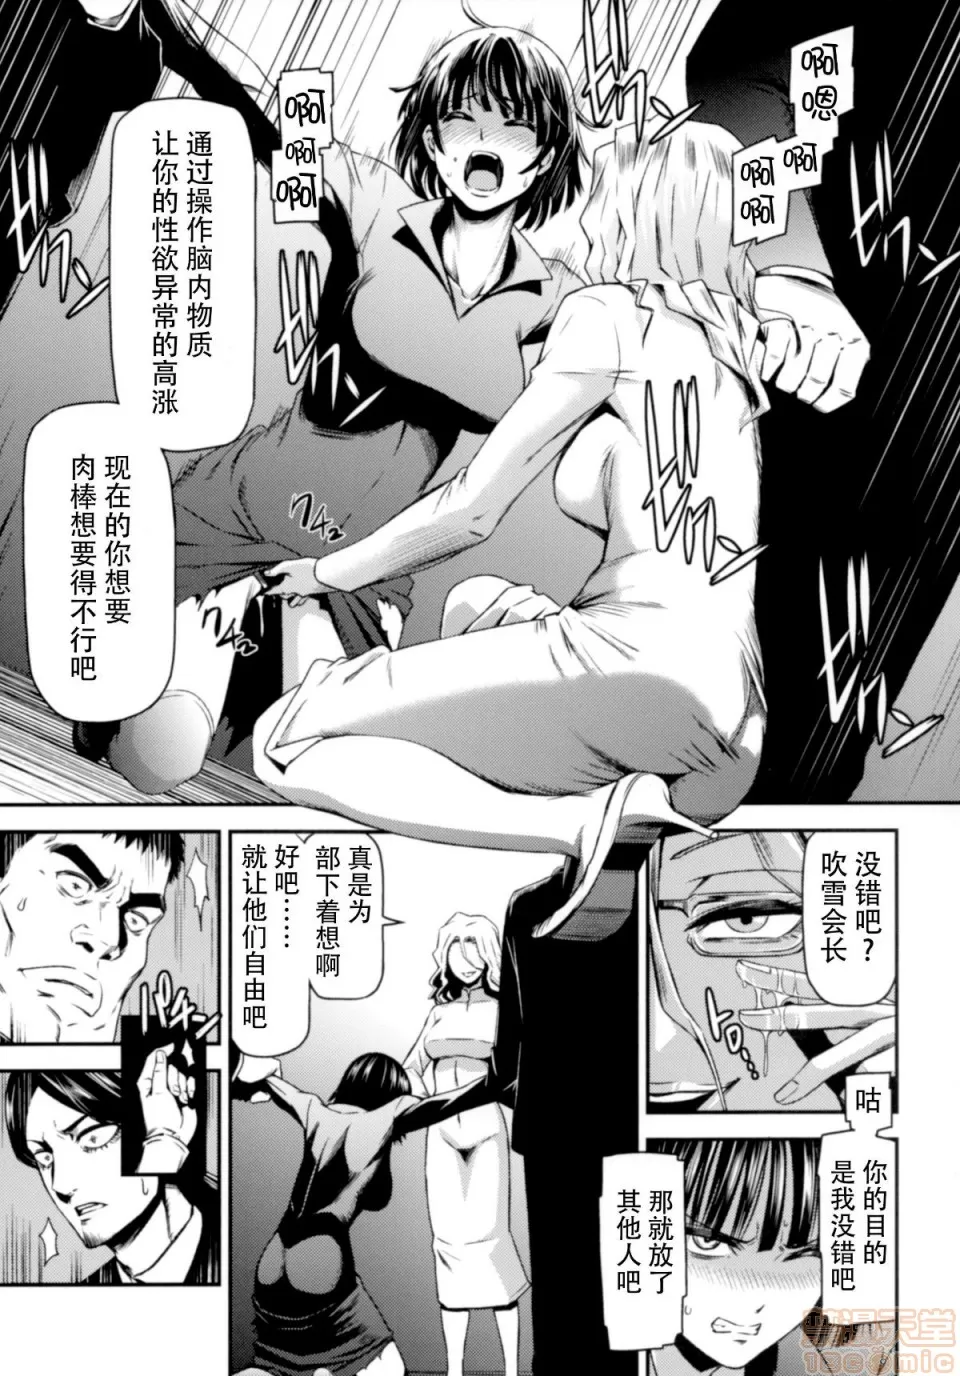 啊
恩
啊
啊
啊
啊
啊
啊
通过操作脑内物质
让你的性欲异常的高涨
现在的你想要
肉棒想要得不行吧
没错吧？
吹雪会长
咕
你的目的
是我没错吧
那就放了
其他人吧
真是为
部下着想啊
好吧……
就让他们自由吧
18comic